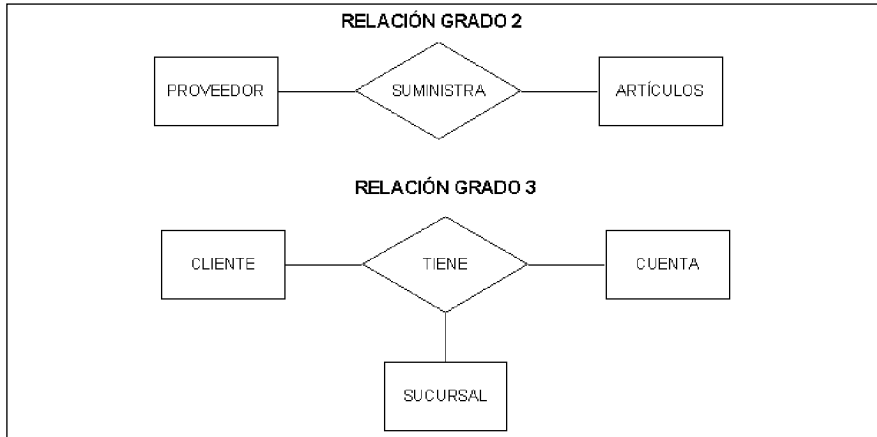 RELACIÓN GRADO 2
PROVEEDOR
SUMINISTRA
ARTÍCULOS
RELACIÓN GRADO 3
CLIENTE
TIENE
CUENTA
SUCURSAL